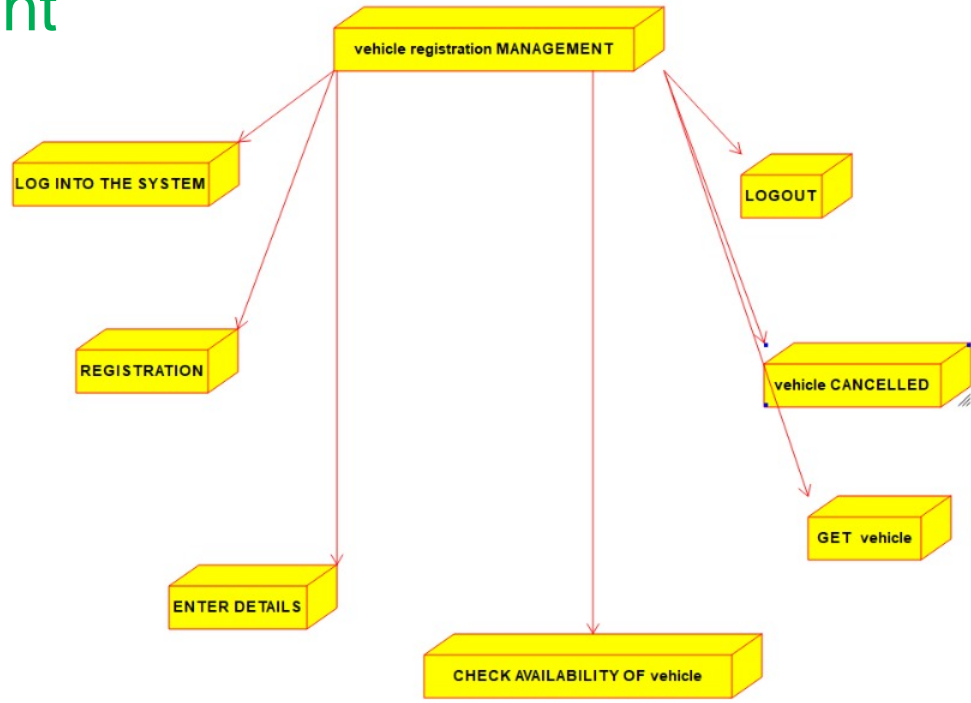 nt
vehicle registration MANAGEMENT
LOG INTO THE SYSTEM
LOGOUT
REGISTRATION
vehicle CANCELLED
GET vehicle
ENTER DETAILS
CHECK AVAILABILITY OF vehicle